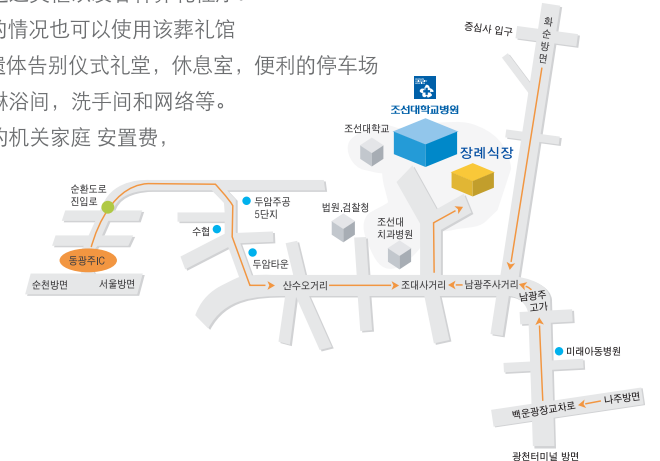 的情况也可以使用该葬礼馆
遗体告别仪式礼堂，休息室，便利的停车场
淋浴间，洗手间和网络等。
的机关家庭 安置费，
화순방면
증심사 입구
조선대학교병원
조선대학교
장례식장
순환도로
진입로
두암주공
5단지
법원,검찰청
조선대
치과병원
수협
동광주IC
두암타운
순천방면
서울방면
산수오거리
조대사거리
남광주사거리
남광주
고가
미래아동병원
나주방면
백운광장교차로
광천터미널 방면